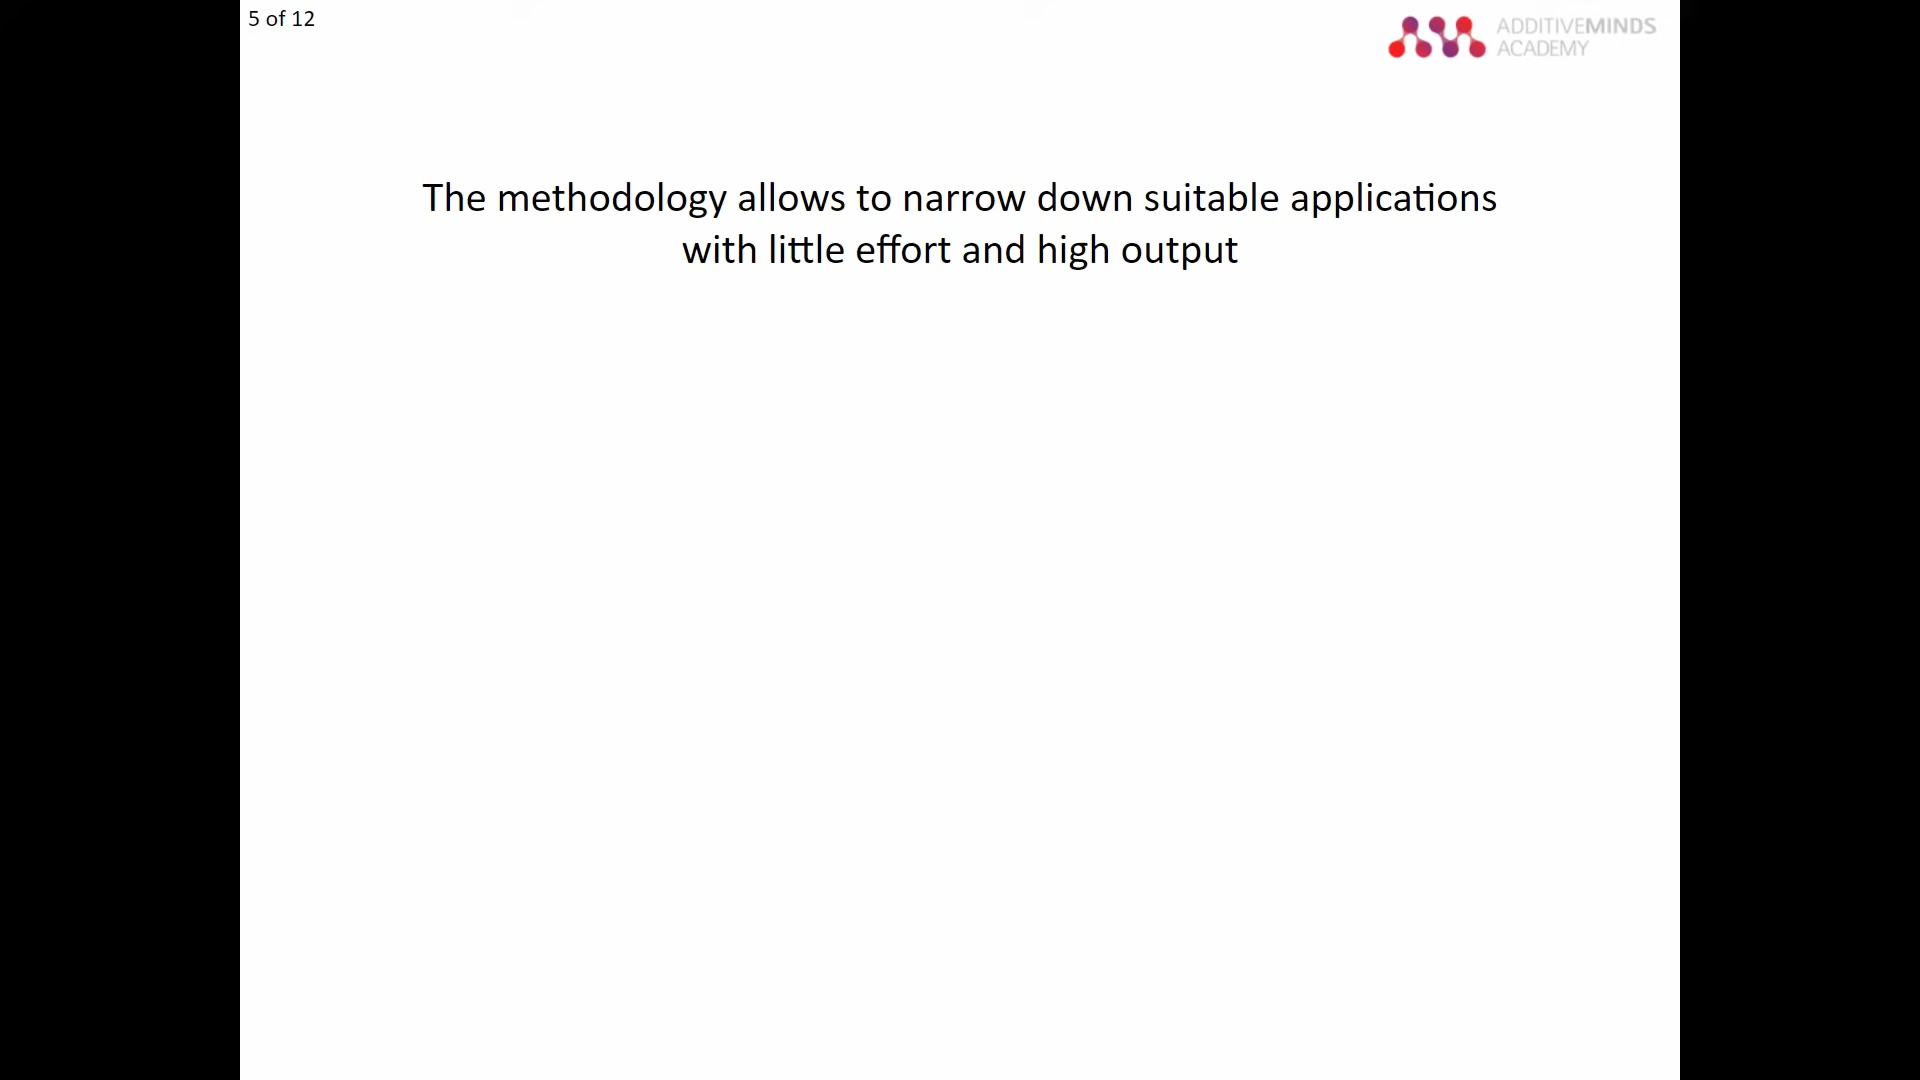 5 of 12
ADDITIVEMINDS
ACADEMY
The methodology allows to narrow down suitable applications
with little effort and high output